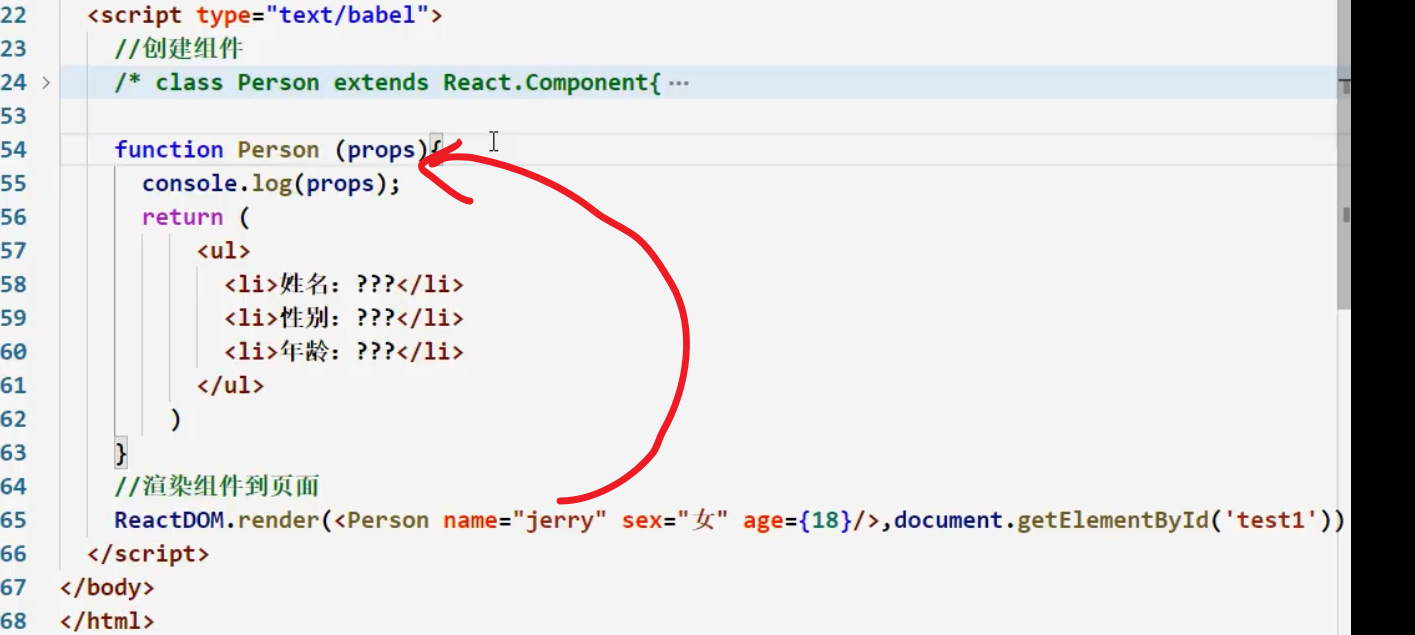 22 <script type="text/babel">
23 //创建组件
24 /* class Person extends React.Component{ ···
53
54 function Person (props){
55 console.log(props);
56 return (
57 <ul>
58 <li>姓名：???</li>
59 <li>性别：???</li>
60 <li>年龄：???</li>
61 </ul>
62 )
63 }
64 //渲染组件到页面
65 ReactDOM.render(<Person name="jerry" sex="女" age={18}/>,document.getElementById('test1'))
66 </script>
67 </body>
68 </html>